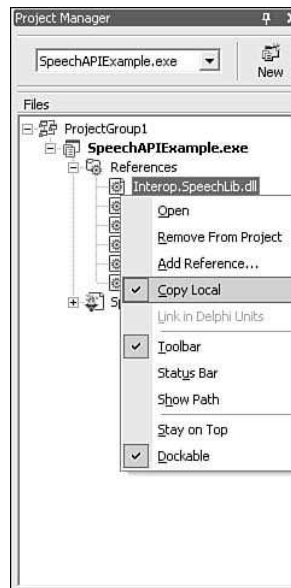 Project Manager
SpeechAPIExample.exe
New
Files
ProjectGroup1
SpeechAPIExample.exe
References
Interop.SpeechLib.dll
Open
Remove From Project
Add Reference...
Copy Local
Link in Delphi Units
Toolbar
Status Bar
Show Path
Stay on Top
Dockable